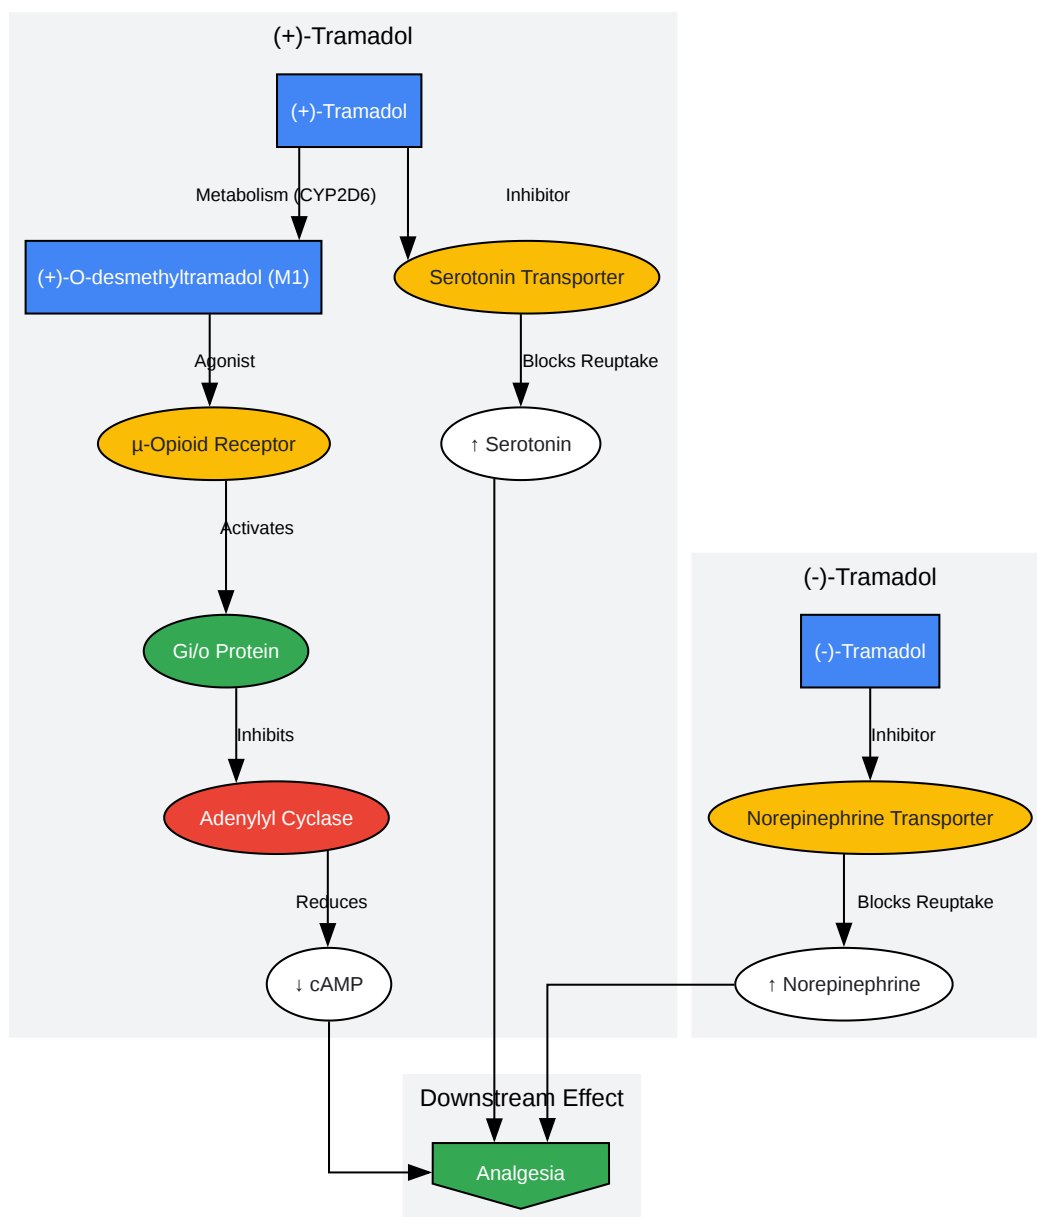 (+)-Tramadol
(+)-Tramadol
Metabolism (CYP2D6)
Inhibitor
(+)-O-desmethyltramadol (M1)
Serotonin Transporter
Agonist
Blocks Reuptake
µ-Opioid Receptor
↑ Serotonin
Activates
(-)-Tramadol
Gi/o Protein
(-)-Tramadol
Inhibits
Inhibitor
Adenylyl Cyclase
Norepinephrine Transporter
Reduces
Blocks Reuptake
↓ cAMP
↑ Norepinephrine
Downstream Effect
Analgesia